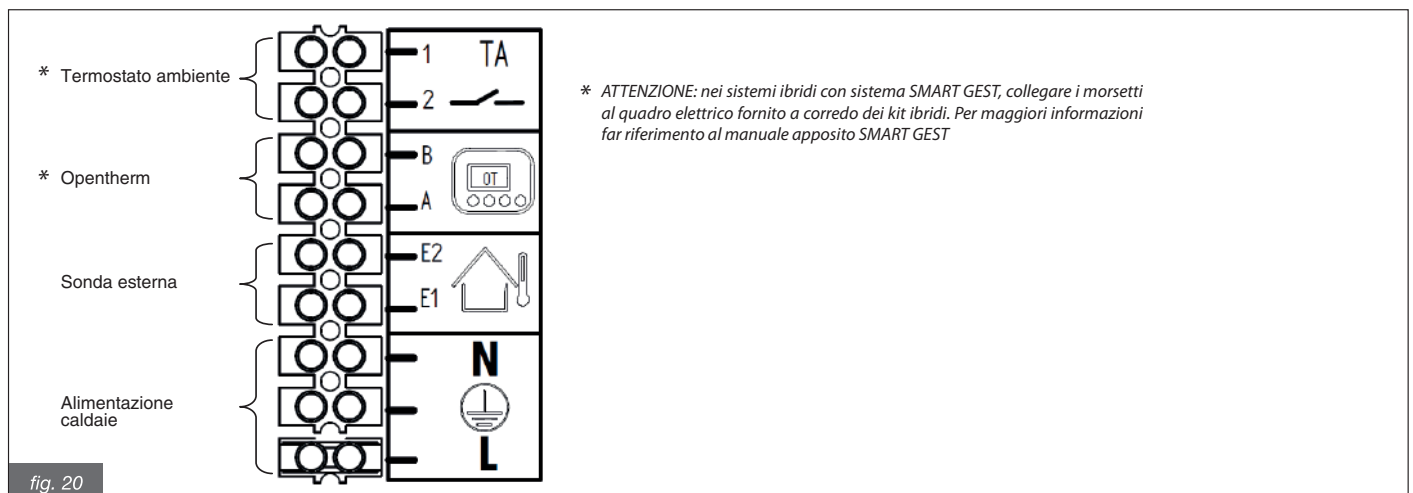 * Termostato ambiente
1 TA
2
* Opentherm
B
OT
A
Sonda esterna
E2
E1
Alimentazione
caldaie
N
L
* ATTENZIONE: nei sistemi ibridi con sistema SMART GEST, collegare i morsetti
al quadro elettrico fornito a corredo dei kit ibridi. Per maggiori informazioni
far riferimento al manuale apposito SMART GEST
fig. 20